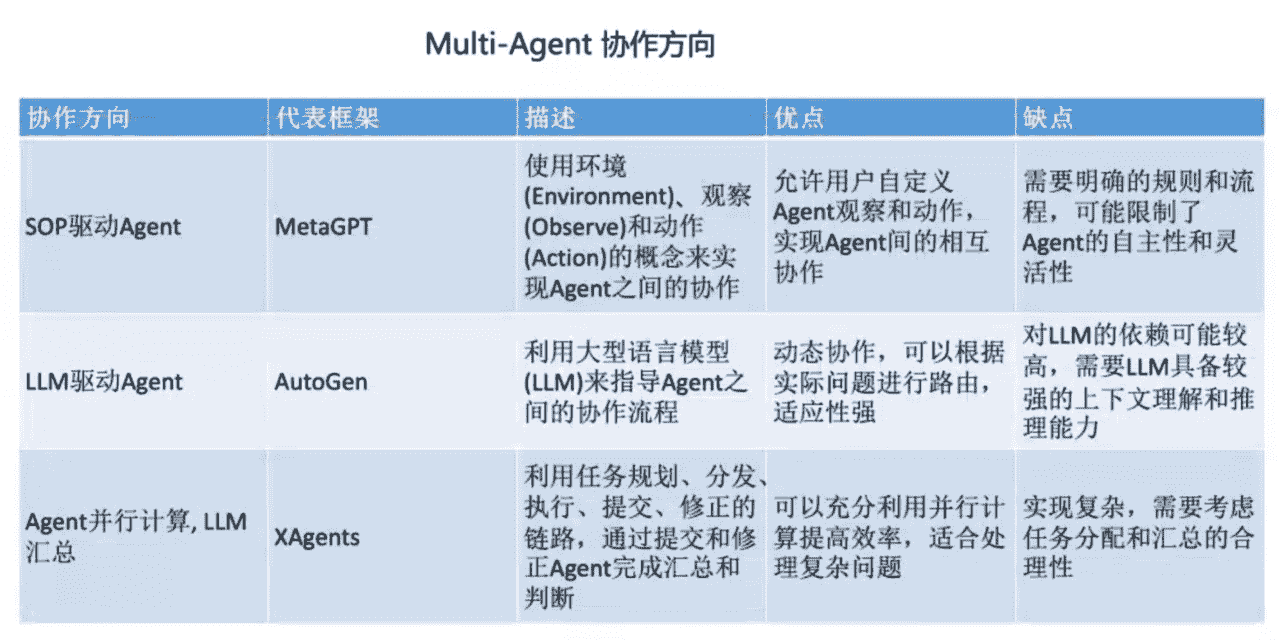 Multi-Agent 协作方向
协作方向
代表框架
描述
优点
缺点
SOP驱动Agent
MetaGPT
使用环境
(Environment)、观察
(Observe)和动作
(Action)的概念来实
现Agent之间的协作
允许用户自定义
Agent观察和动作，
实现Agent间的相互
协作
需要明确的规则和流
程，可能限制了
Agent的自主性和灵
活性
LLM驱动Agent
AutoGen
利用大型语言模型
(LLM)来指导Agent之
间的协作流程
动态协作，可以根据
实际问题进行路由，
适应性强
对LLM的依赖可能较
高，需要LLM具备较
强的上下文理解和推
理能力
Agent并行计算, LLM
汇总
XAgents
利用任务规划、分发、
执行、提交、修正的
链路，通过提交和修
正Agent完成汇总和
判断
可以充分利用并行计
算提高效率，适合处
理复杂问题
实现复杂，需要考虑
任务分配和汇总的合
理性